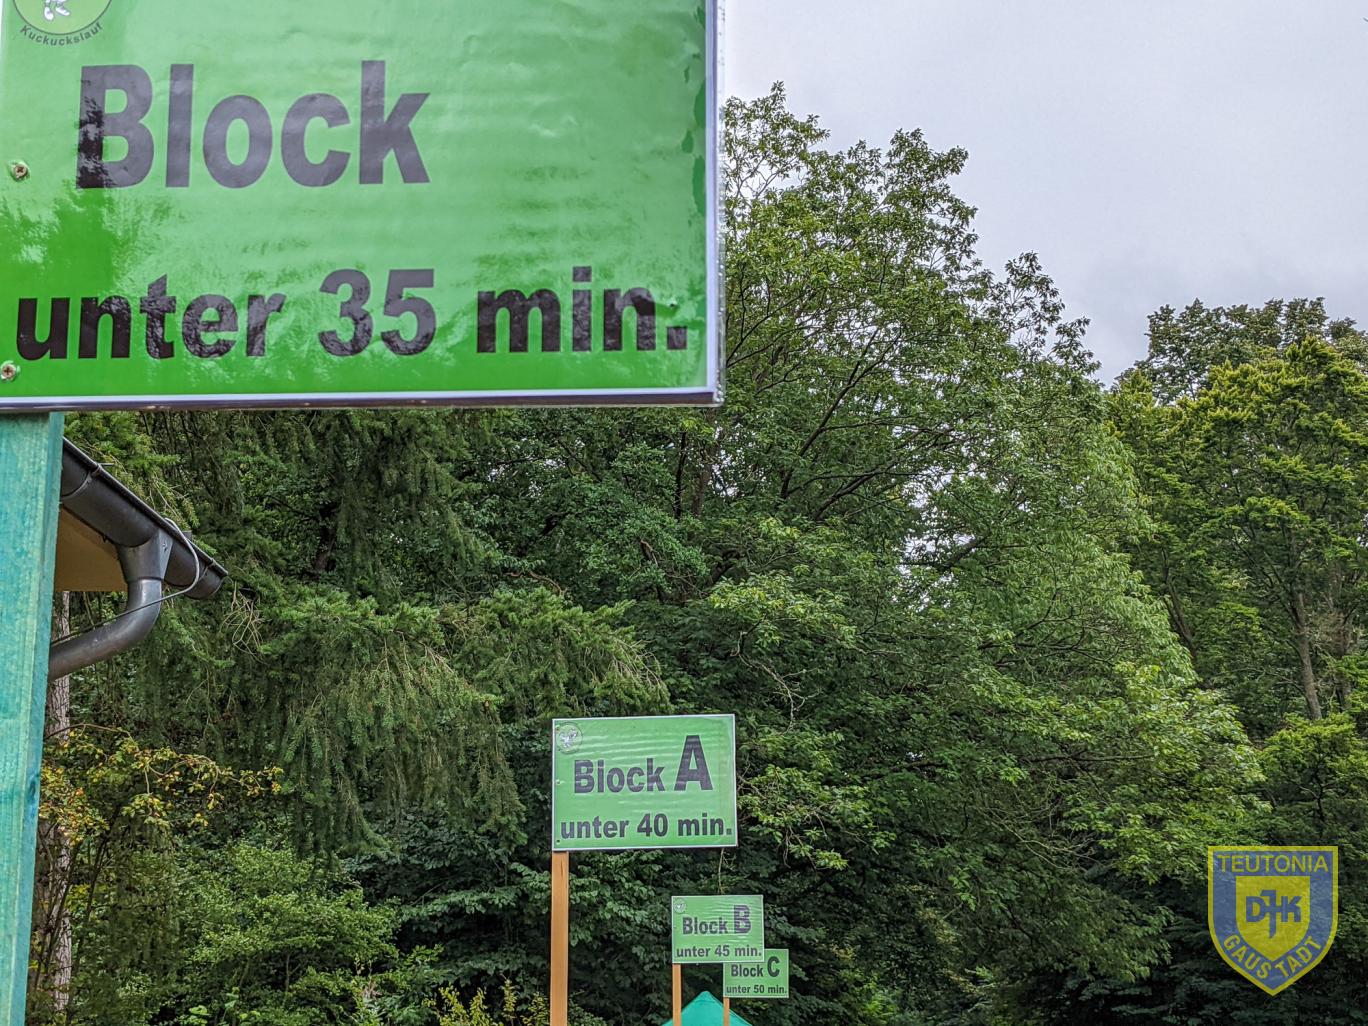 Kuckuckslauf
Block
unter 35 min.
Block A
unter 40 min.
Block B
unter 45 min.
Block C
unter 50 min.
TEUTONIA
DJK
GAUSTADT